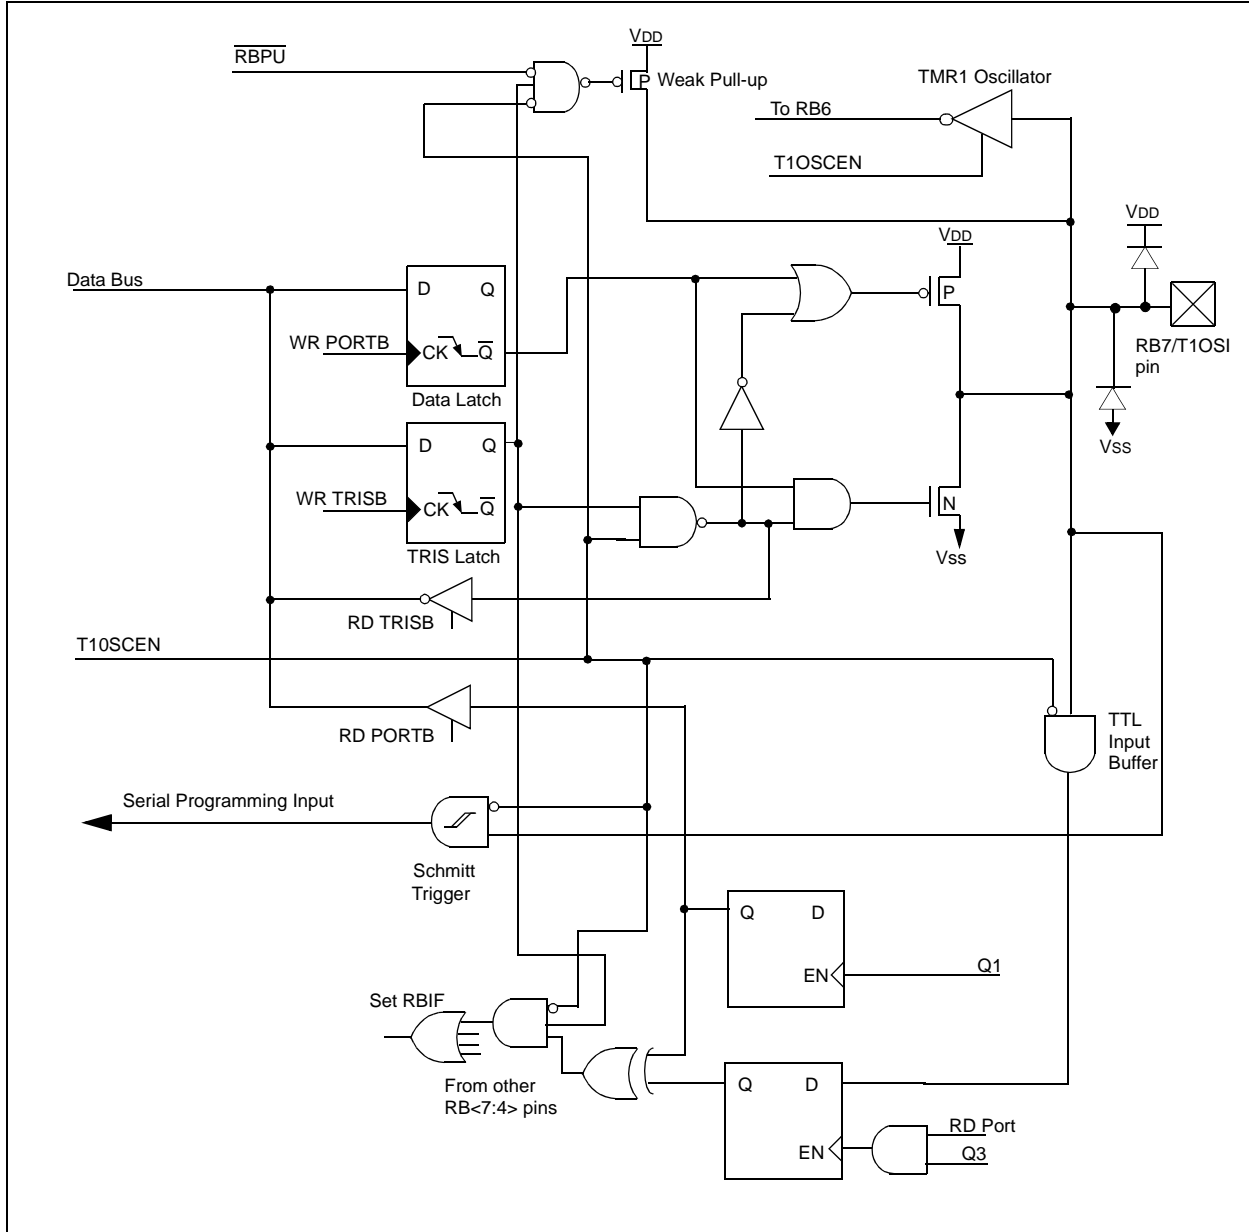 VDD
RBPU
P Weak Pull-up
TMR1 Oscillator
To RB6
T1OSCEN
VDD
VDD
Data Bus
D Q
P
WR PORTB
CK Q
RB7/T1OSI
pin
Data Latch
D Q
VSS
WR TRISB
CK Q
N
TRIS Latch
VSS
RD TRISB
T10SCEN
RD PORTB
TTL
Input
Buffer
Serial Programming Input
Schmitt
Trigger
Q D
EN
Q1
Set RBIF
From other
RB<7:4> pins
Q D
RD Port
EN
Q3